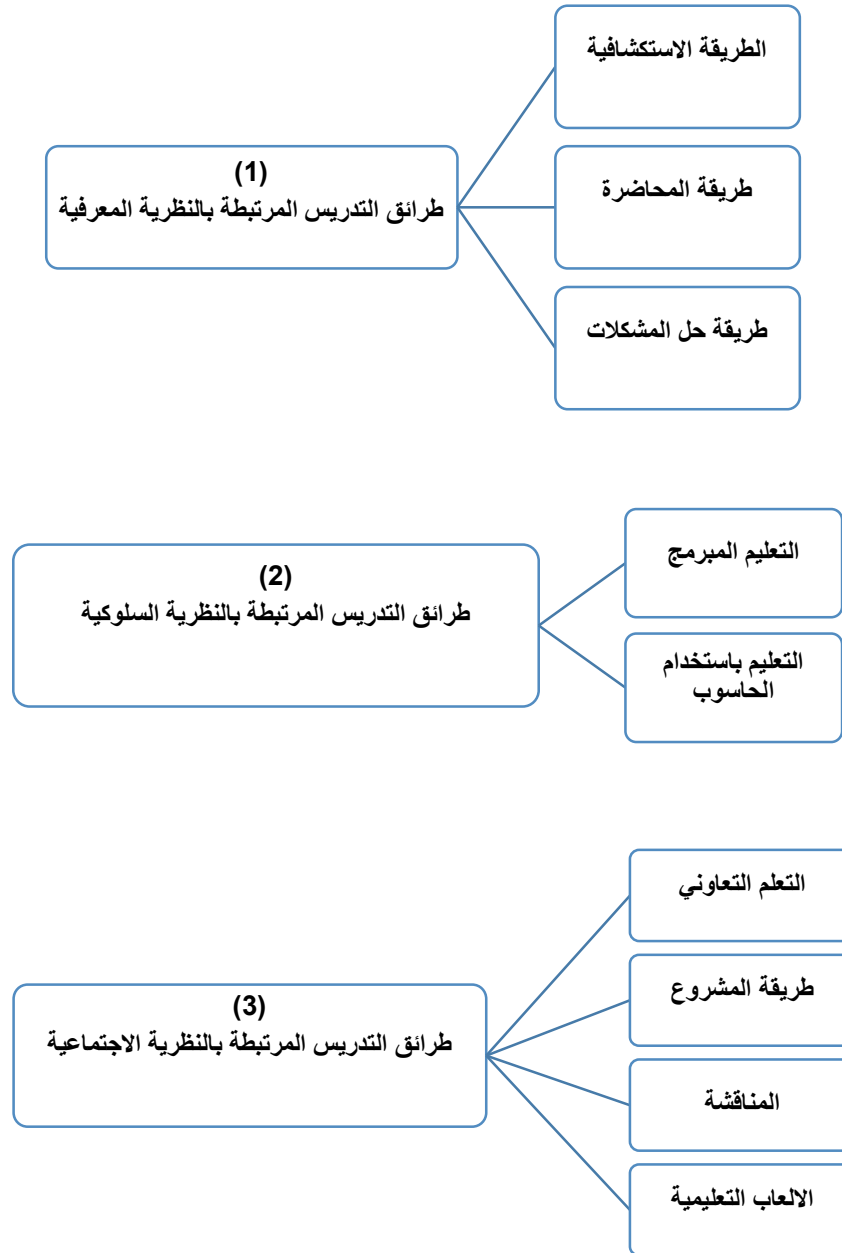 الطريقة الاستكشافية
(1)
طرائق التدريس المرتبطة بالنظرية المعرفية
طريقة المحاضرة
طريقة حل المشكلات
(2)
طرائق التدريس المرتبطة بالنظرية السلوكية
التعليم المبرمج
التعليم باستخدام
الحاسوب
(3)
طرائق التدريس المرتبطة بالنظرية الاجتماعية
التعلم التعاوني
طريقة المشروع
المناقشة
الالعاب التعليمية